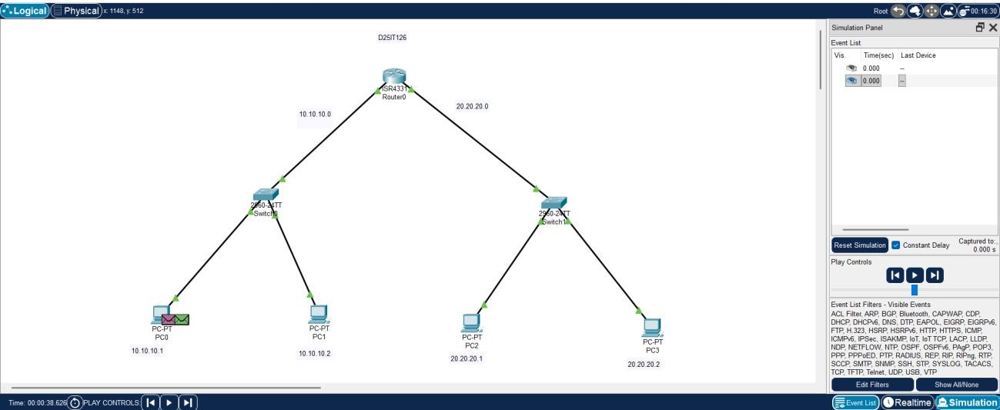 Logical Physical x: 1148, y: 512
Root 00:16:30
D25IT126
ISR4331
Router0
10.10.10.0
20.20.20.0
2960-24TT
Switch0
2960-24TT
Switch1
PC-PT
PC0
10.10.10.1
PC-PT
PC1
10.10.10.2
PC-PT
PC2
20.20.20.1
PC-PT
PC3
20.20.20.2
Simulation Panel
Event List
Vis. Time(sec) Last Device
0.000 --
0.000 --
Reset Simulation Constant Delay Captured to:
0.000 s
Play Controls
Event List Filters - Visible Events
ACL Filter, ARP, BGP, Bluetooth, CAPWAP, CDP,
DHCP, DHCPv6, DNS, DTP, EAPOL, EIGRP, EIGRPv6,
FTP, H.323, HSRP, HSRPv6, HTTP, HTTPS, ICMP,
ICMPv6, IPSec, ISAKMP, IoT, IoT TCP, LACP, LLDP,
NDP, NETFLOW, NTP, OSPF, OSPFv6, PAgP, POP3,
PPP, PPPoED, PTP, RADIUS, REP, RIP, RIPng, RTP,
SCCP, SMTP, SNMP, SSH, STP, SYSLOG, TACACS,
TCP, TFTP, Telnet, UDP, USB, VTP
Edit Filters Show All/None
Time: 00:00:38.626 PLAY CONTROLS:
Event List Realtime Simulation